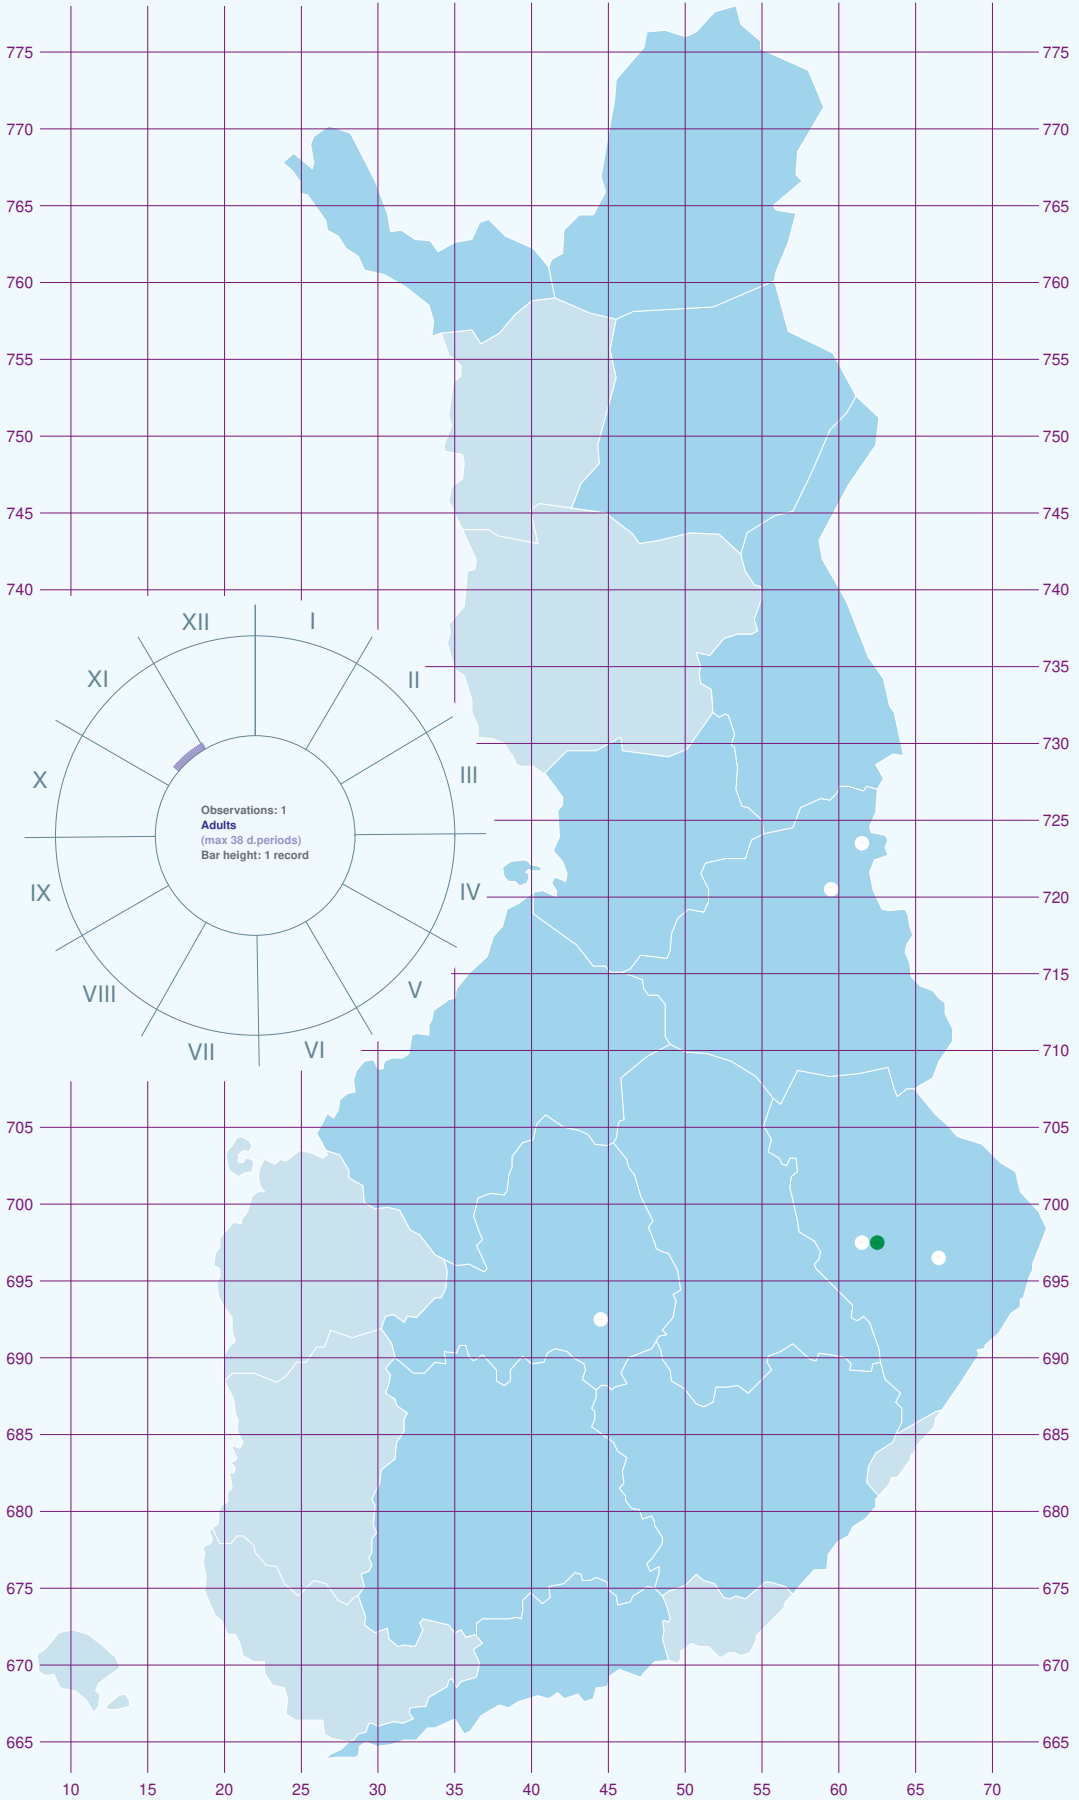 775 775
770 770
765 765
760 760
755 755
750 750
745 745
740 740
XII I
735
XI II
730
X III
725
Observations: 1
Adults
(max 38 d.periods)
Bar height: 1 record
IX IV
720
VIII V
715
VII VI
710
705 705
700 700
695 695
690 690
685 685
680 680
675 675
670 670
665 665
10 15 20 25 30 35 40 45 50 55 60 65 70